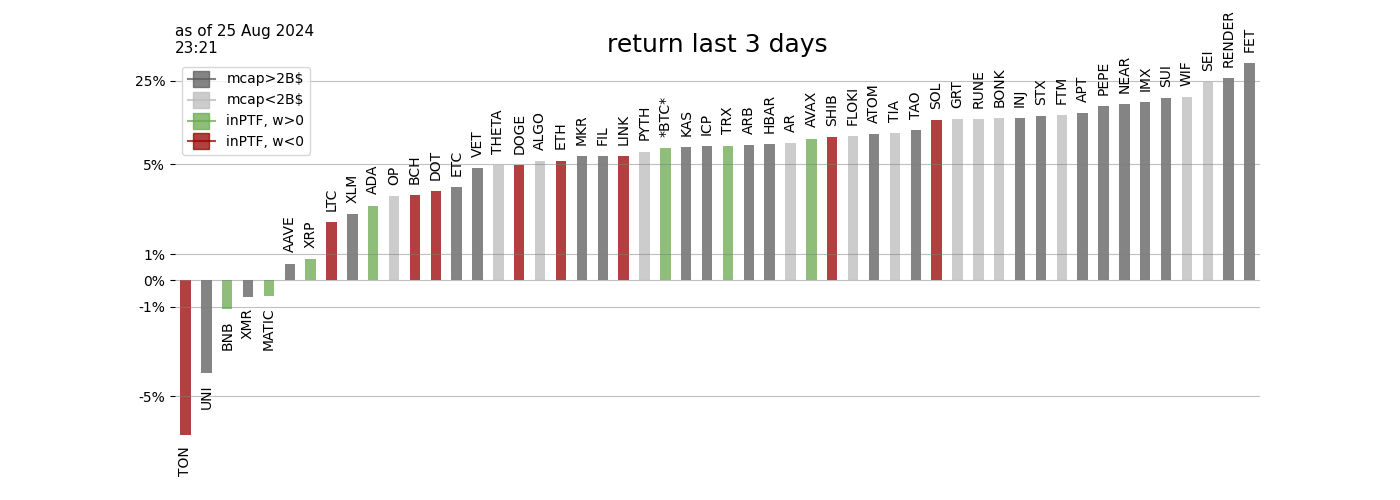 as of 25 Aug 2024
23:21
return last 3 days
mcap>2B$
mcap<2B$
inPTF, w>0
inPTF, w<0
25%
5%
1%
0%
-1%
-5%
TON
UNI
BNB
XMR
MATIC
AAVE
XRP
LTC
XLM
ADA
OP
BCH
DOT
ETC
VET
THETA
DOGE
ALGO
ETH
MKR
FIL
LINK
PYTH
*BTC*
KAS
ICP
TRX
ARB
HBAR
AR
AVAX
SHIB
FLOKI
ATOM
TIA
TAO
SOL
GRT
RUNE
BONK
INJ
STX
FTM
APT
PEPE
NEAR
IMX
SUI
WIF
SEI
RENDER
FET